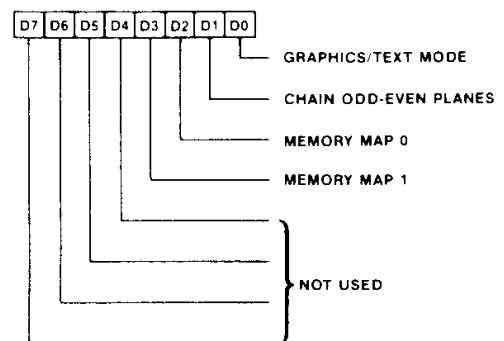 D7 D6 D5 D4 D3 D2 D1 D0
GRAPHICS/TEXT MODE
CHAIN ODD-EVEN PLANES
MEMORY MAP 0
MEMORY MAP 1
NOT USED